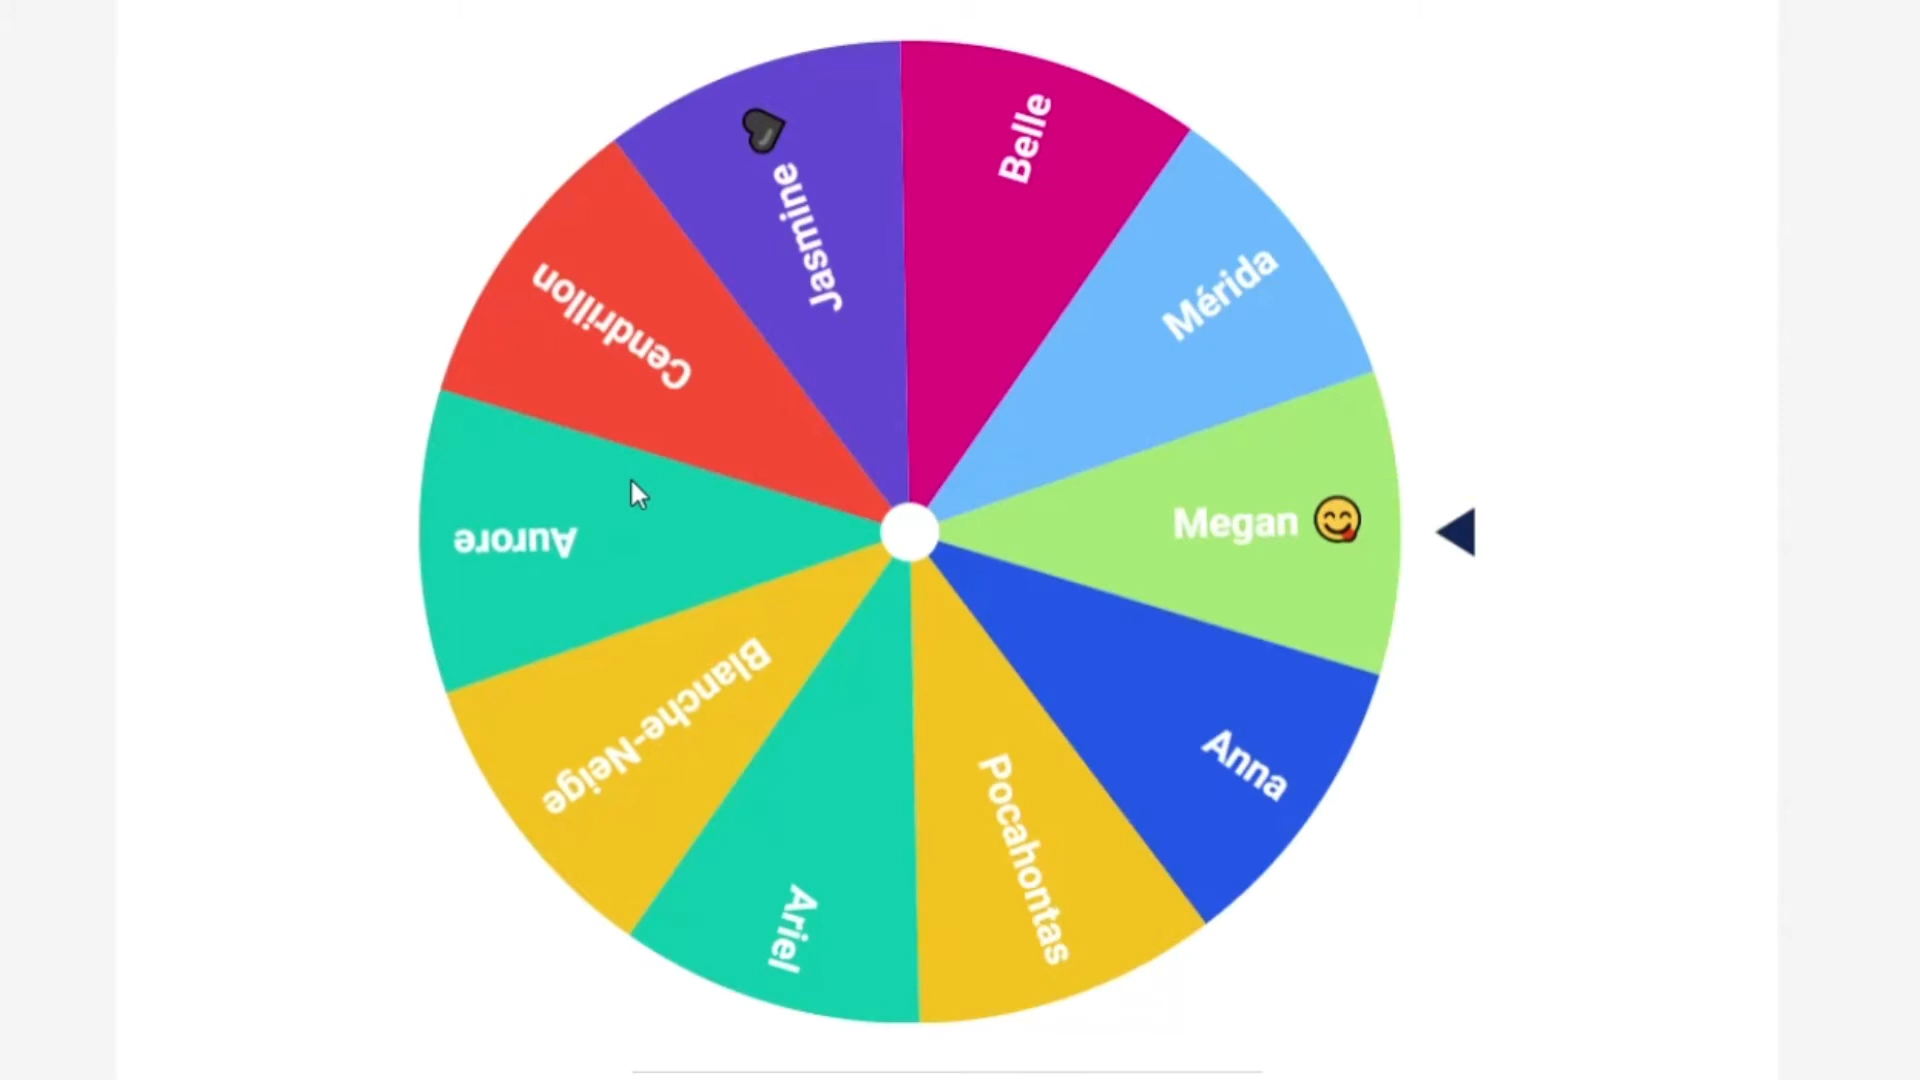 Belle
Mérida
Megan 😋
Anna
Pocahontas
Ariel
Blanche-Neige
Aurore
Cendrillon
Jasmine 🖤